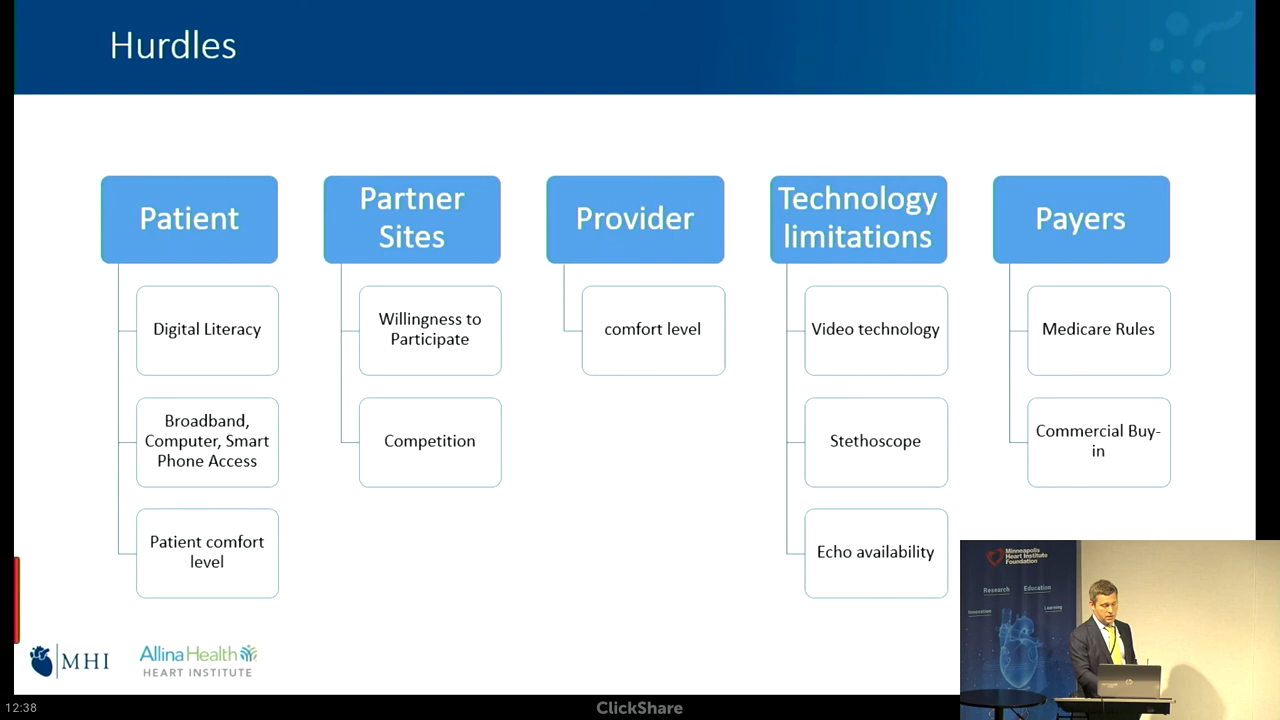 Hurdles
Patient
Digital Literacy
Broadband,
Computer, Smart
Phone Access
Patient comfort
level
Partner
Sites
Willingness to
Participate
Competition
Provider
comfort level
Technology
limitations
Video technology
Stethoscope
Echo availability
Payers
Medicare Rules
Commercial Buy-
in
MHI
Allina Health
HEART INSTITUTE
Minneapolis
Heart Institute
Foundation
Research
Education
Innovation
Learning
12:38
ClickShare